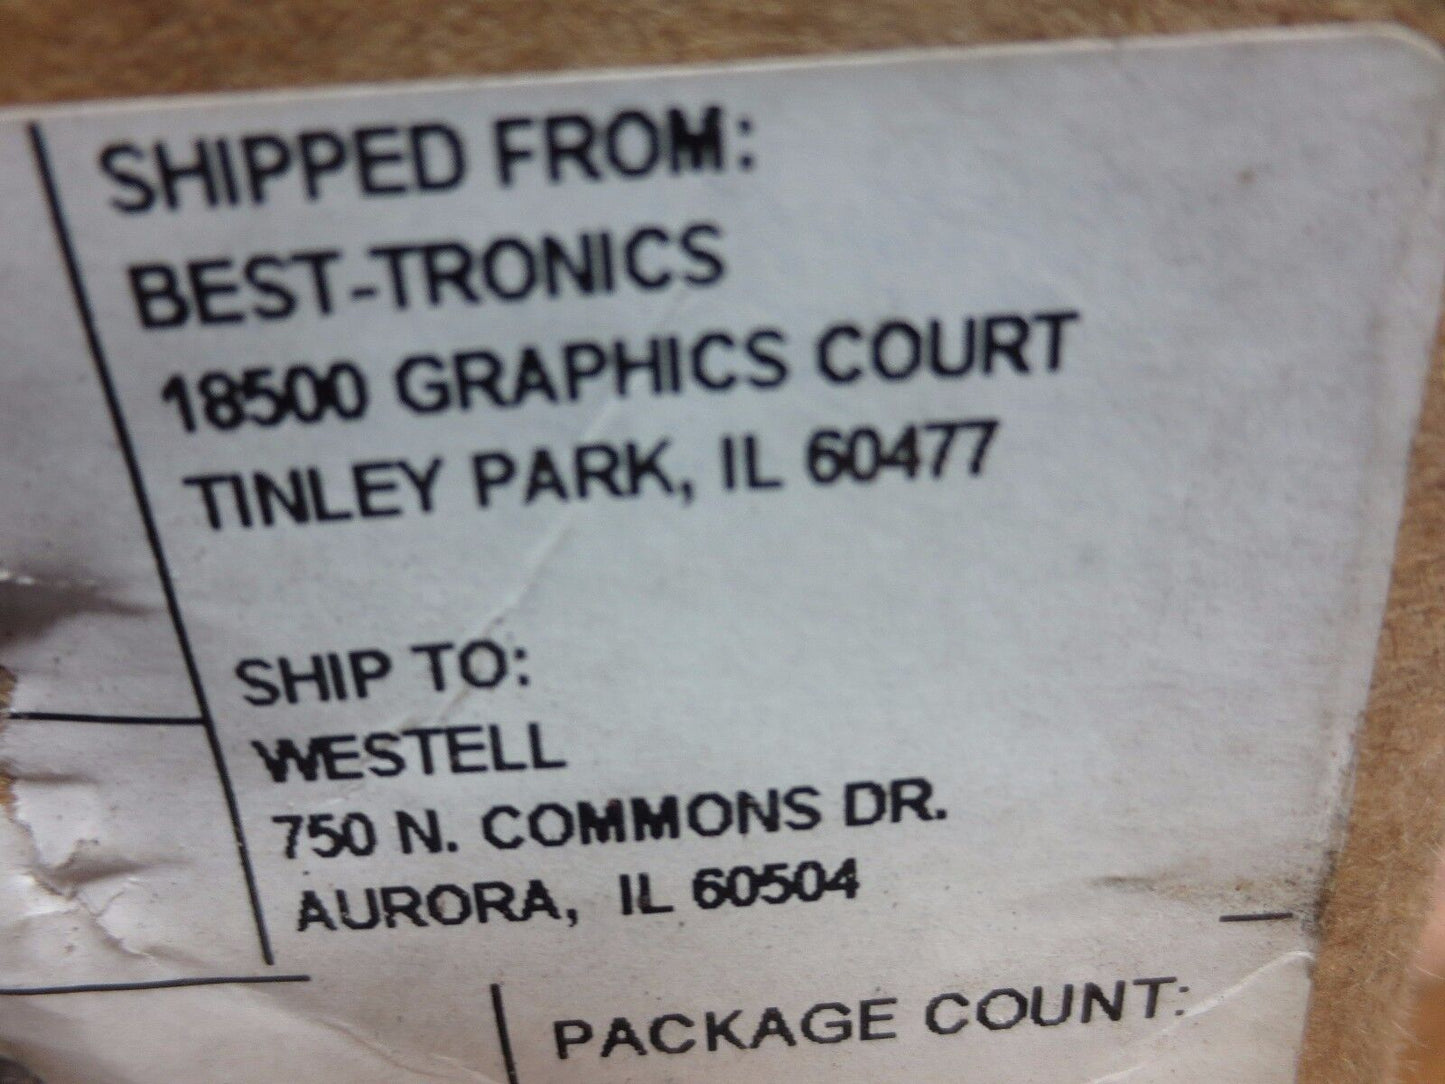 SHIPPED FROM:
BEST-TRONICS
18500 GRAPHICS COURT
TINLEY PARK, IL 60477
SHIP TO:
WESTELL
750 N. COMMONS DR.
AURORA, IL 60504
PACKAGE COUNT: